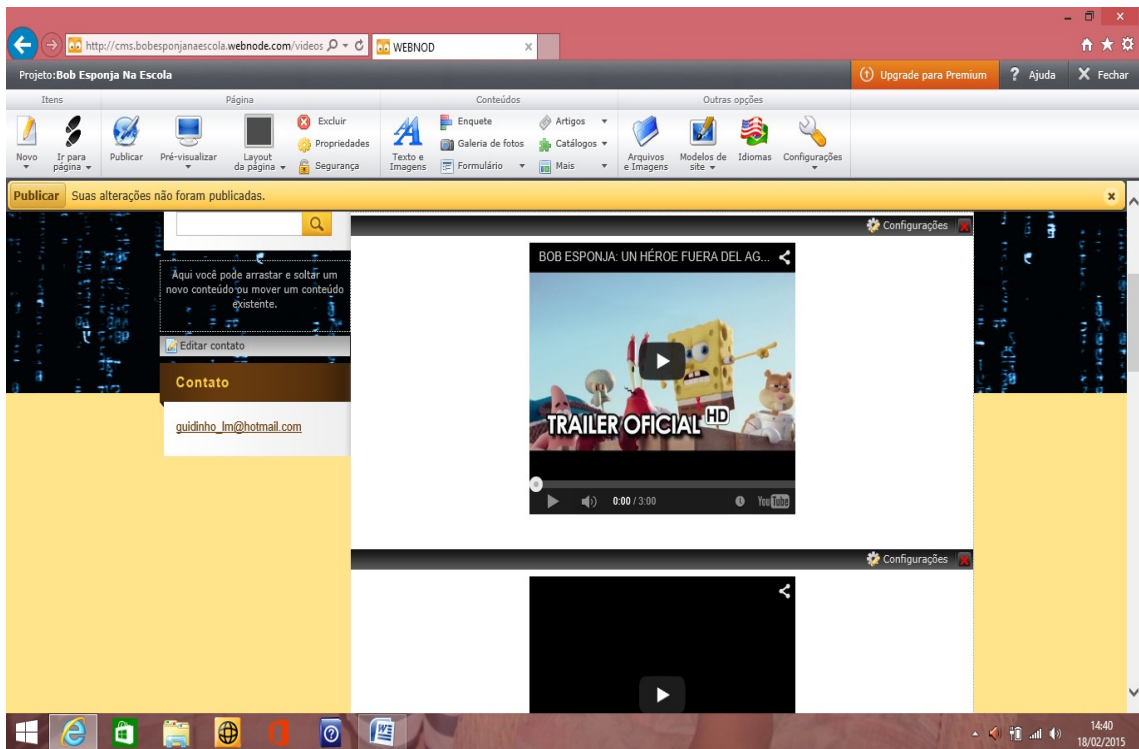 http://cms.bobesponjanaescola.webnode.com/videos
WEBNOD
Projeto:Bob Esponja Na Escola
Upgrade para Premium
? Ajuda
X Fechar
Itens
Página
Conteúdos
Outras opções
Novo
Ir para página
Publicar
Pré-visualizar
Layout da página
Excluir
Propriedades
Segurança
Texto e Imagens
Enquete
Galeria de fotos
Formulário
Artigos
Catálogos
Mais
Arquivos e Imagens
Modelos de site
Idiomas
Configurações
Publicar Suas alterações não foram publicadas.
Configurações
BOB ESPONJA: UN HÉROE FUERA DEL AG...
Aqui você pode arrastar e soltar um
novo conteúdo ou mover um conteúdo
existente.
Editar contato
Contato
guidinho_lm@hotmail.com
TRAILER OFICIAL HD
0:00 / 3:00
YouTube
Configurações
14:40
18/02/2015